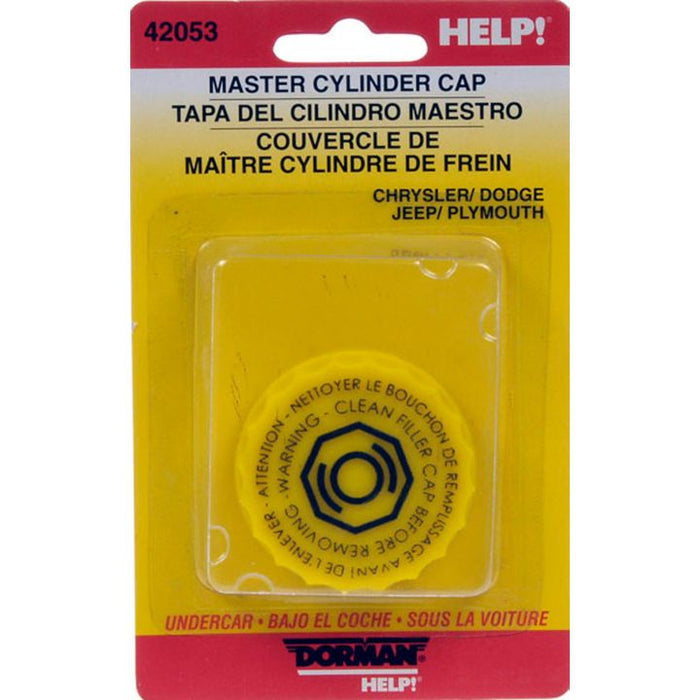 42053
HELP!
MASTER CYLINDER CAP
TAPA DEL CILINDRO MAESTRO
COUVERCLE DE
MAÎTRE CYLINDRE DE FREIN
CHRYSLER/ DODGE
JEEP/ PLYMOUTH
ATTENTION - NETTOYER LE BOUCHON DE REMPLISSAGE AVANT DE L'ENLEVER -
WARNING - CLEAN FILLER CAP BEFORE REMOVING -
UNDERCAR • BAJO EL COCHE • SOUS LA VOITURE
DORMAN
HELP!